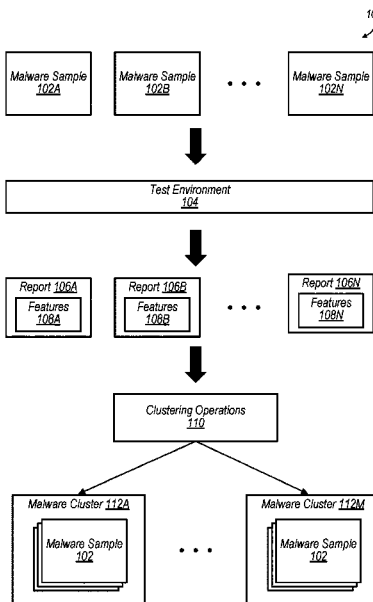 Malware Sample Malware Sample Malware Sample
102A 102B 102N
Test Environment
104
Report 106A Report 106B Report 106N
Features Features Features
108A 108B 108N
Clustering Operations
110
Malware Cluster 112A Malware Cluster 112M
Malware Sample Malware Sample
102 102